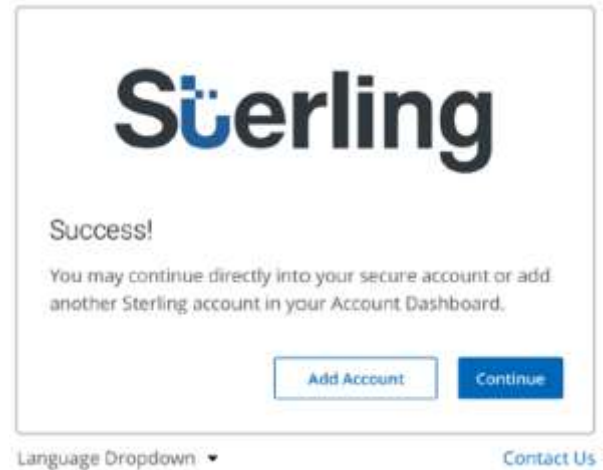 Sterling
Success!
You may continue directly into your secure account or add
another Sterling account in your Account Dashboard.
Add Account
Continue
Language Dropdown
Contact Us